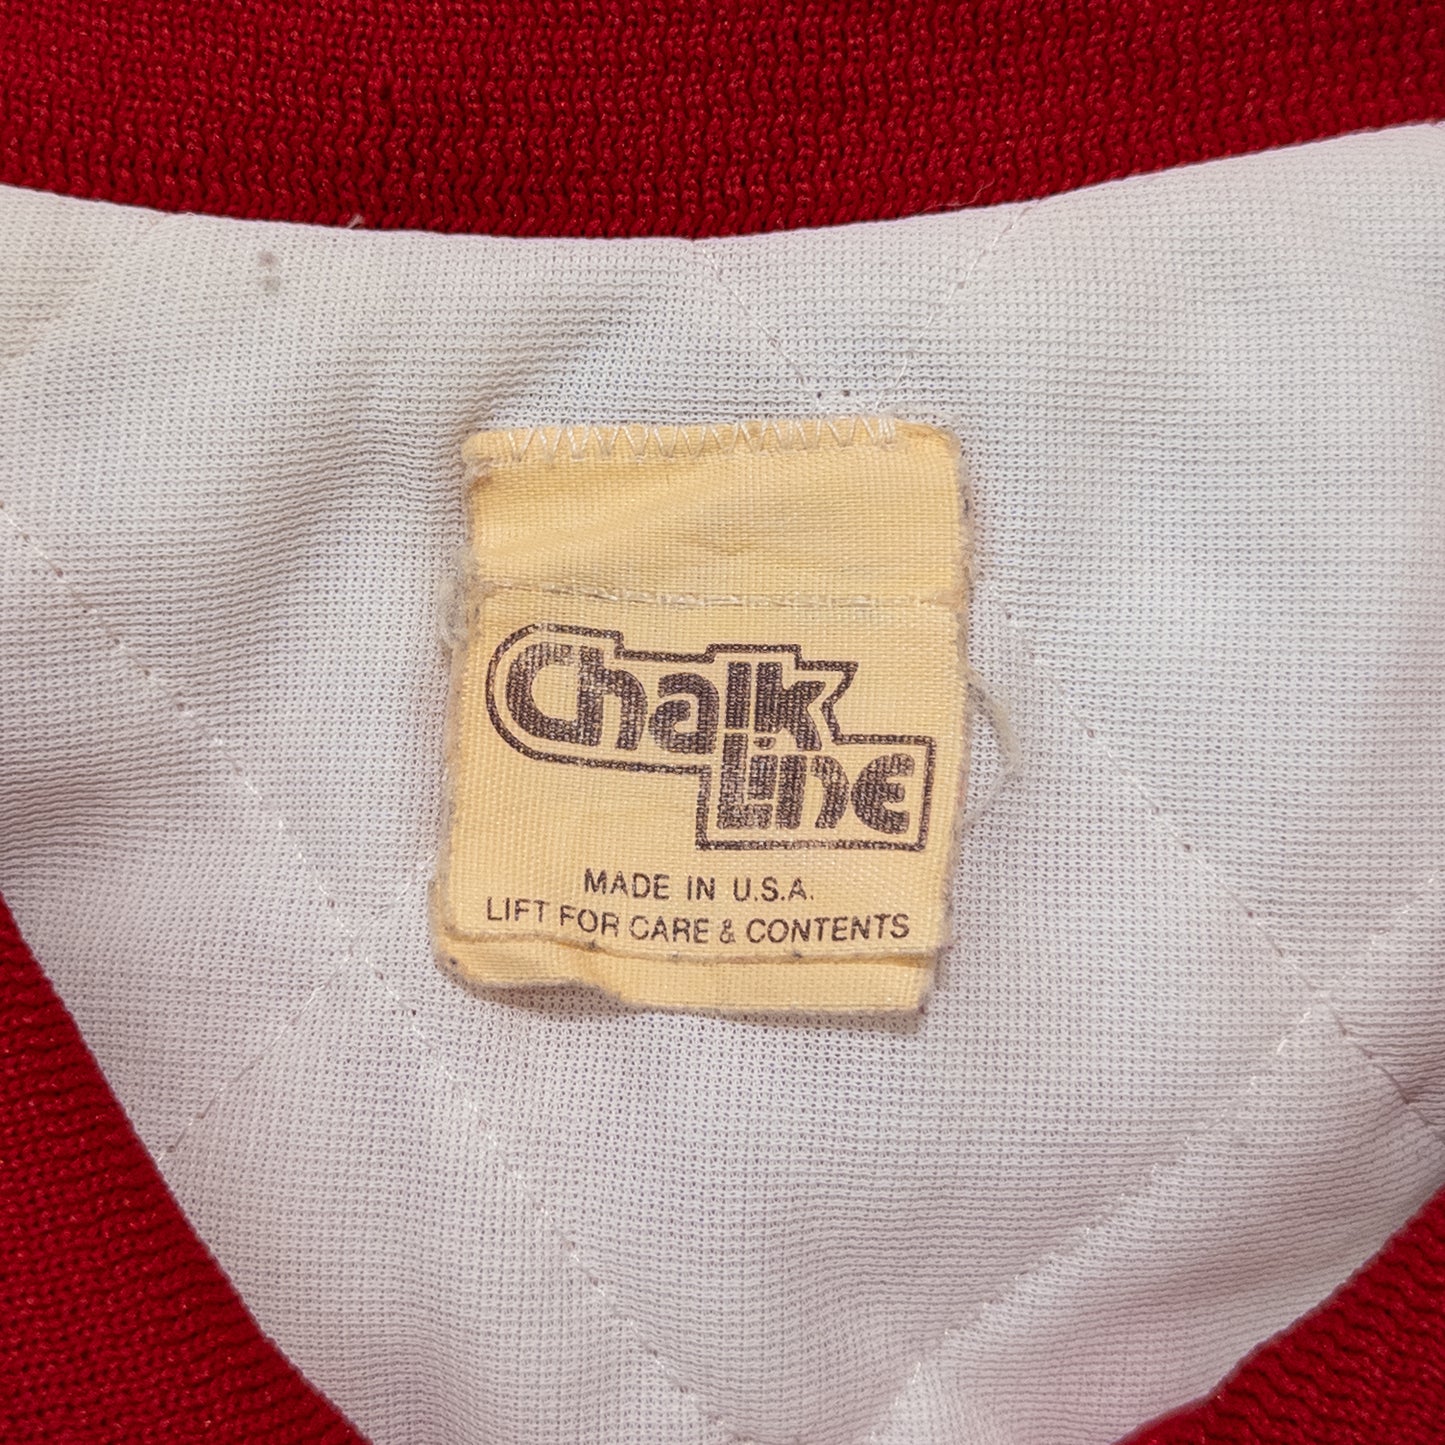 Chalk
Line
MADE IN U.S.A.
LIFT FOR CARE & CONTENTS